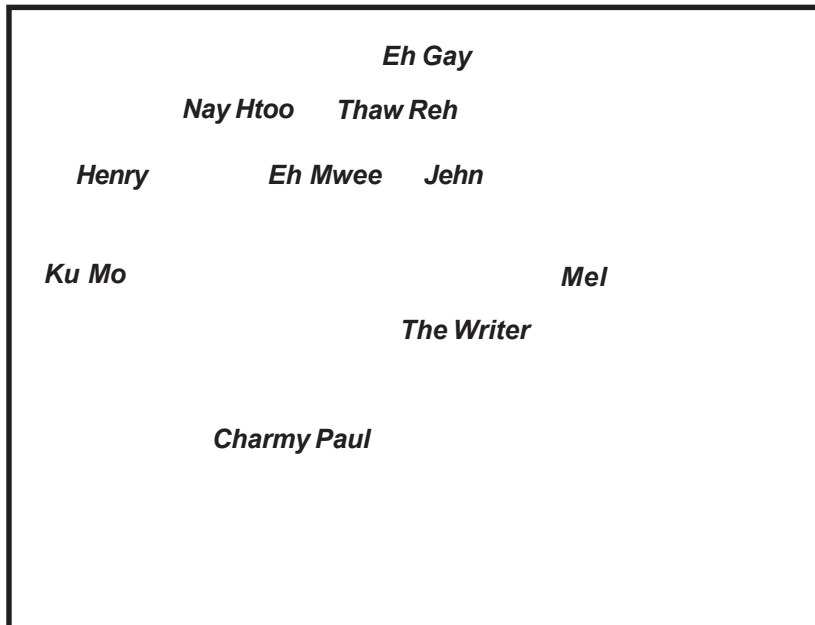 Eh Gay
Nay Htoo Thaw Reh
Henry Eh Mwee Jehn
Ku Mo Mel
The Writer
Charmy Paul